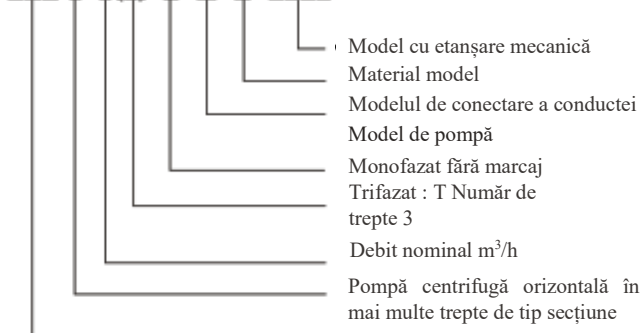 Model cu etanșare mecanică
Material model
Modelul de conectare a conductei
Model de pompă
Monofazat fără marcaj
Trifazat : T Număr de
trepte 3
Debit nominal m³/h
Pompă centrifugă orizontală în
mai multe trepte de tip secțiune